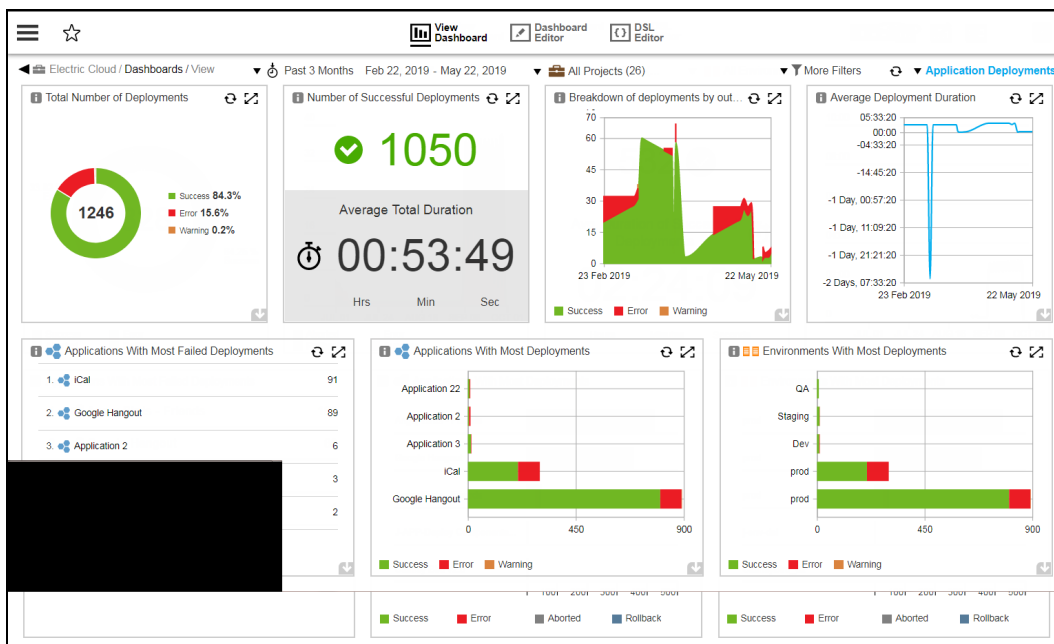 View Dashboard
Dashboard Editor
DSL Editor
Electric Cloud / Dashboards / View
Past 3 Months Feb 22, 2019 - May 22, 2019
All Projects (26)
More Filters
Application Deployments
Total Number of Deployments
1246
Success 84.3%
Error 15.6%
Warning 0.2%
Number of Successful Deployments
1050
Average Total Duration
00:53:49
Hrs Min Sec
Breakdown of deployments by out...
70
60
45
30
15
0
23 Feb 2019 22 May 2019
Success Error Warning
Average Deployment Duration
05:33:20
00:00
-04:33:20
-14:45:20
-1 Day, 00:57:20
-1 Day, 11:09:20
-1 Day, 21:21:20
-2 Days, 07:33:20
23 Feb 2019 22 May 2019
Applications With Most Failed Deployments
1. iCal 91
2. Google Hangout 89
3. Application 2 6
3
2
Applications With Most Deployments
Application 22
Application 2
Application 3
iCal
Google Hangout
0 450 900
Success Error Warning
Environments With Most Deployments
QA
Staging
Dev
prod
prod
0 450 900
Success Error Warning
Success Error Aborted Rollback
Success Error Aborted Rollback